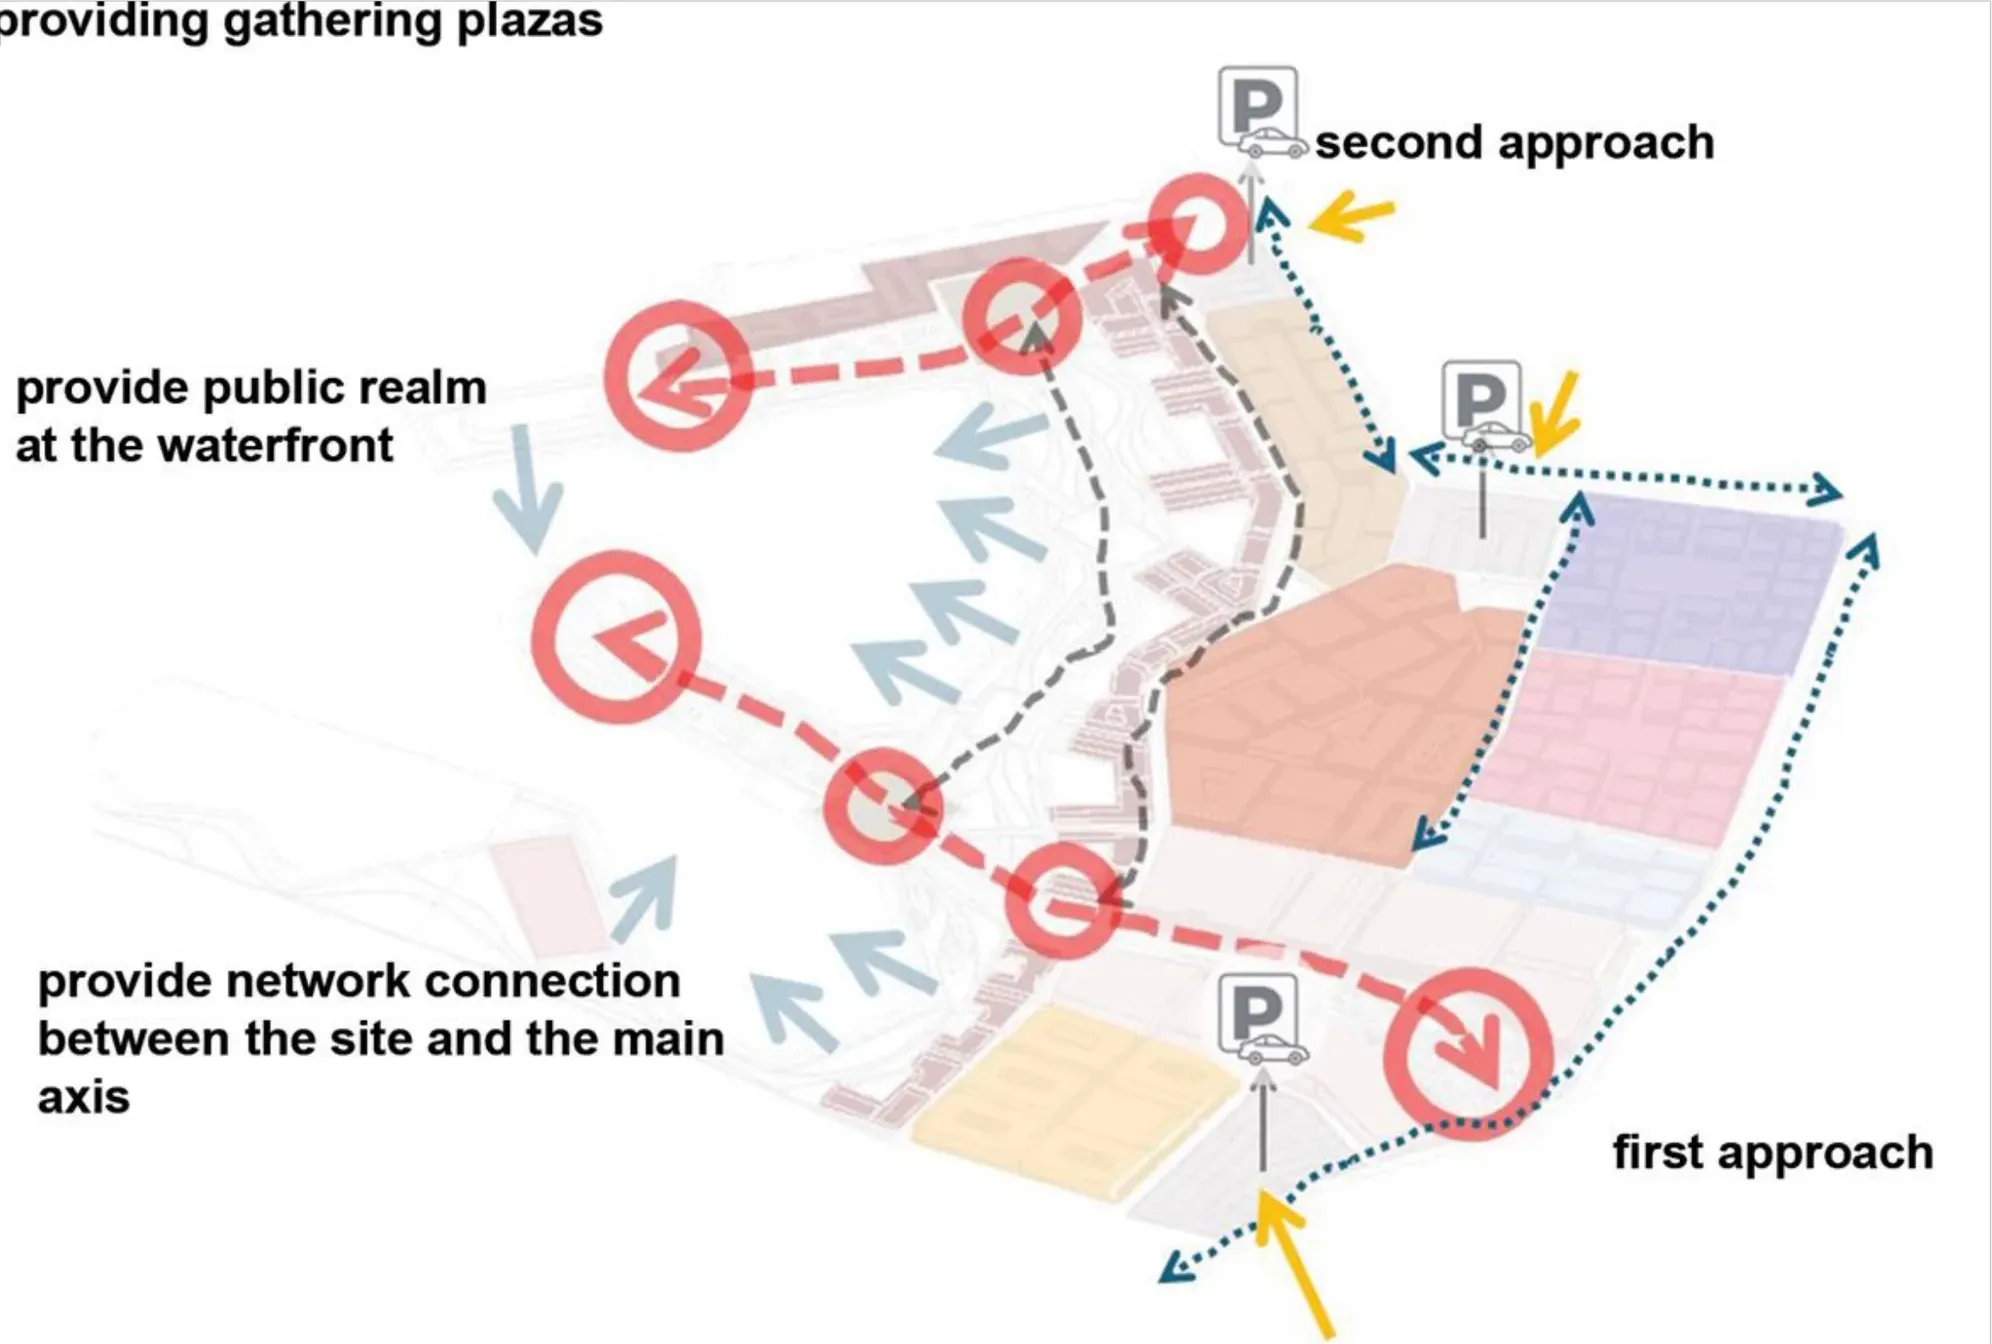 providing gathering plazas
P
second approach
P
provide public realm
at the waterfront
provide network connection
between the site and the main
axis
P
first approach